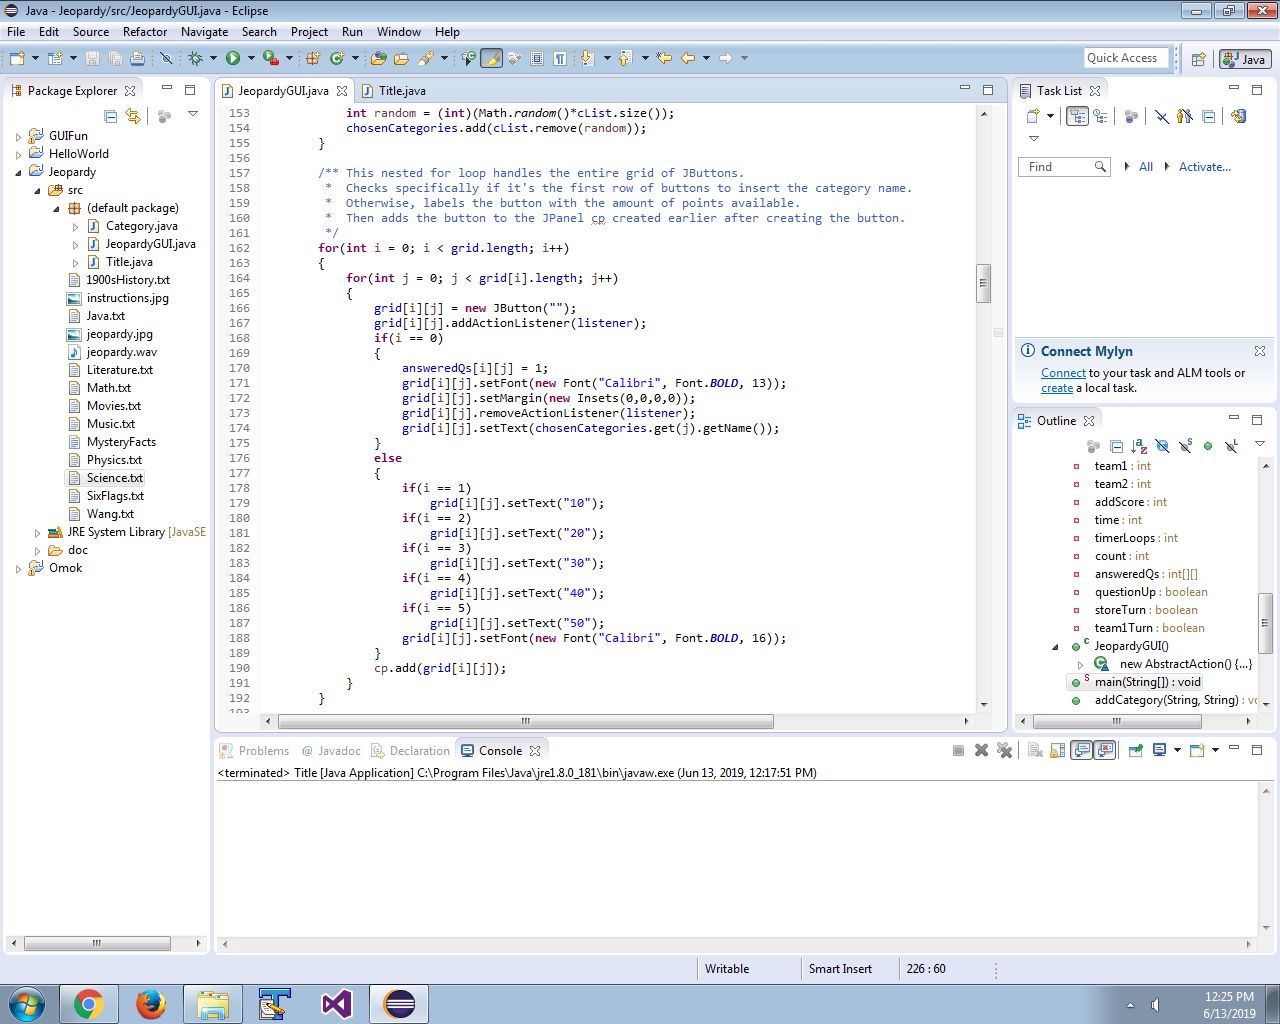 Java - Jeopardy/src/JeopardyGUI.java - Eclipse
File Edit Source Refactor Navigate Search Project Run Window Help
Quick Access
Java
Package Explorer
GUIFun
HelloWorld
Jeopardy
src
(default package)
Category.java
JeopardyGUI.java
Title.java
1900sHistory.txt
instructions.jpg
Java.txt
jeopardy.jpg
jeopardy.wav
Literature.txt
Math.txt
Movies.txt
Music.txt
MysteryFacts
Physics.txt
Science.txt
SixFlags.txt
Wang.txt
JRE System Library [JavaSE
doc
Omok
JeopardyGUI.java
Title.java
153 int random = (int)(Math.random()*cList.size());
154 chosenCategories.add(cList.remove(random));
155 }
156
157 /** This nested for loop handles the entire grid of JButtons.
158 * Checks specifically if it's the first row of buttons to insert the category name.
159 * Otherwise, labels the button with the amount of points available.
160 * Then adds the button to the JPanel cp created earlier after creating the button.
161 */
162 for(int i = 0; i < grid.length; i++)
163 {
164 for(int j = 0; j < grid[i].length; j++)
165 {
166 grid[i][j] = new JButton("");
167 grid[i][j].addActionListener(listener);
168 if(i == 0)
169 {
170 answeredQs[i][j] = 1;
171 grid[i][j].setFont(new Font("Calibri", Font.BOLD, 13));
172 grid[i][j].setMargin(new Insets(0,0,0,0));
173 grid[i][j].removeActionListener(listener);
174 grid[i][j].setText(chosenCategories.get(j).getName());
175 }
176 else
177 {
178 if(i == 1)
179 grid[i][j].setText("10");
180 if(i == 2)
181 grid[i][j].setText("20");
182 if(i == 3)
183 grid[i][j].setText("30");
184 if(i == 4)
185 grid[i][j].setText("40");
186 if(i == 5)
187 grid[i][j].setText("50");
188 grid[i][j].setFont(new Font("Calibri", Font.BOLD, 16));
189 }
190 cp.add(grid[i][j]);
191 }
192 }
193
Task List
Find
All
Activate...
Connect Mylyn
Connect to your task and ALM tools or
create a local task.
Outline
team1 : int
team2 : int
addScore : int
time : int
timerLoops : int
count : int
answeredQs : int[][]
questionUp : boolean
storeTurn : boolean
team1Turn : boolean
JeopardyGUI()
new AbstractAction() {...}
main(String[]) : void
addCategory(String, String) : vo
Problems
@ Javadoc
Declaration
Console
<terminated> Title [Java Application] C:\Program Files\Java\jre1.8.0_181\bin\javaw.exe (Jun 13, 2019, 12:17:51 PM)
Writable
Smart Insert
226 : 60
12:25 PM
6/13/2019